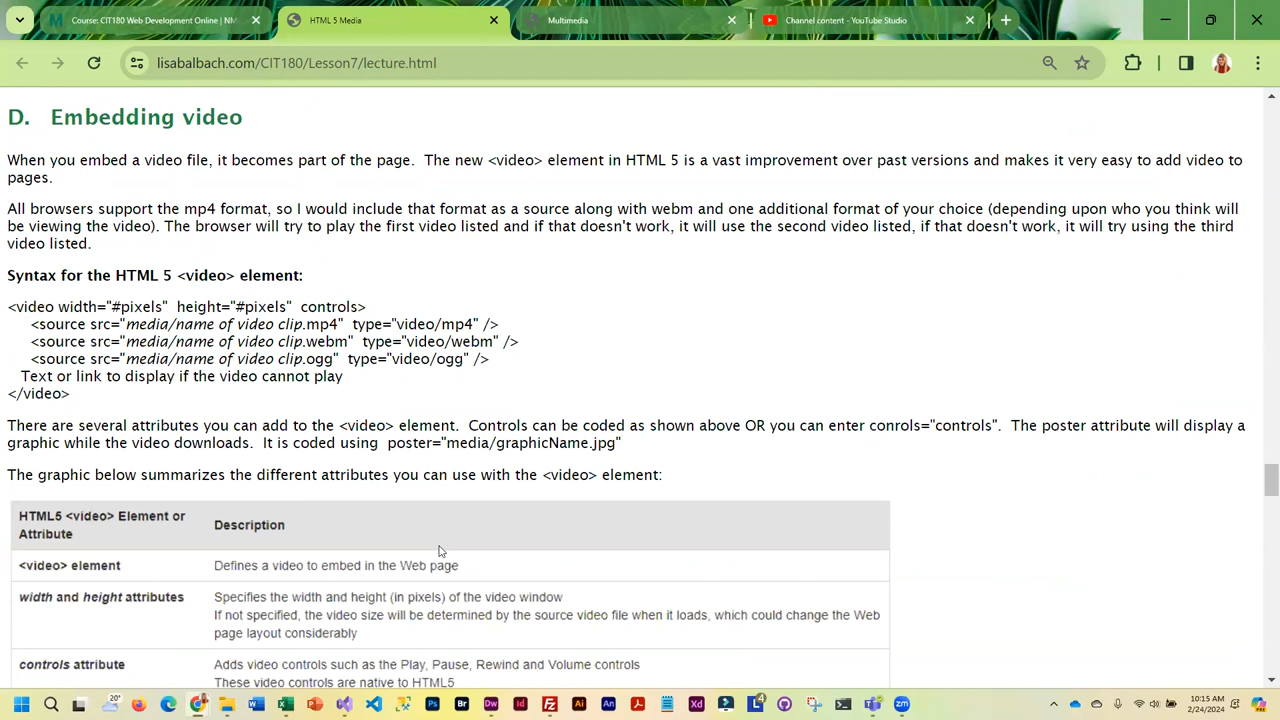 Course: CIT180 Web Development Online | NM
HTML 5 Media
Multimedia
Channel content - YouTube Studio
lisabalbach.com/CIT180/Lesson7/lecture.html
D. Embedding video
When you embed a video file, it becomes part of the page. The new <video> element in HTML 5 is a vast improvement over past versions and makes it very easy to add video to
pages.
All browsers support the mp4 format, so I would include that format as a source along with webm and one additional format of your choice (depending upon who you think will
be viewing the video). The browser will try to play the first video listed and if that doesn't work, it will use the second video listed, if that doesn't work, it will try using the third
video listed.
Syntax for the HTML 5 <video> element:
<video width="#pixels" height="#pixels" controls>
<source src="media/name of video clip.mp4" type="video/mp4" />
<source src="media/name of video clip.webm" type="video/webm" />
<source src="media/name of video clip.ogg" type="video/ogg" />
Text or link to display if the video cannot play
</video>
There are several attributes you can add to the <video> element. Controls can be coded as shown above OR you can enter conrols="controls". The poster attribute will display a
graphic while the video downloads. It is coded using poster="media/graphicName.jpg"
The graphic below summarizes the different attributes you can use with the <video> element:
HTML5 <video> Element or
Attribute
Description
<video> element
Defines a video to embed in the Web page
width and height attributes
Specifies the width and height (in pixels) of the video window
If not specified, the video size will be determined by the source video file when it loads, which could change the Web
page layout considerably
controls attribute
Adds video controls such as the Play, Pause, Rewind and Volume controls
These video controls are native to HTML5
20°
Ps
Br
Dw
Id
Fz
Ai
An
Xd
L
4
zm
10:15 AM
2/24/2024